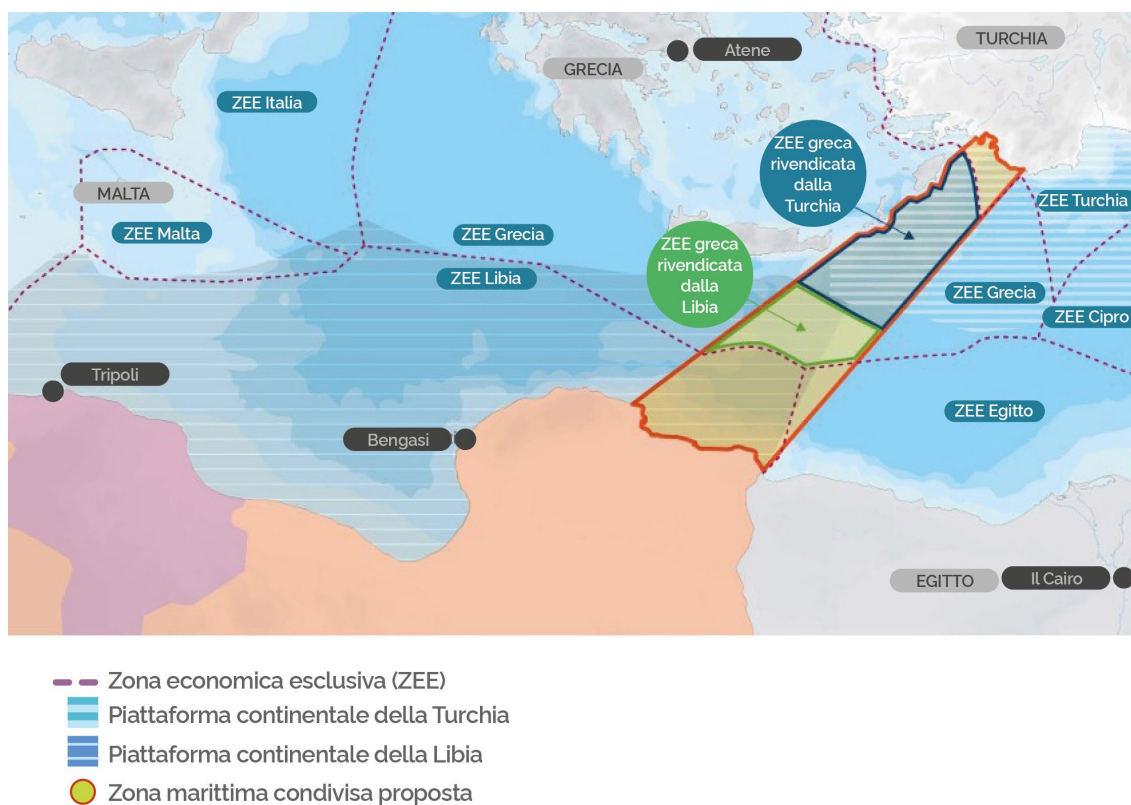 TURCHIA
Atene
GRECIA
ZEE Italia
ZEE greca
rivendicata
dalla
Turchia
MALTA
ZEE Turchia
ZEE Malta
ZEE Grecia
ZEE greca
rivendicata
dalla
Libia
ZEE Libia
ZEE Grecia
ZEE Cipro
Tripoli
ZEE Egitto
Bengasi
EGITTO
Il Cairo
Zona economica esclusiva (ZEE)
Piattaforma continentale della Turchia
Piattaforma continentale della Libia
Zona marittima condivisa proposta